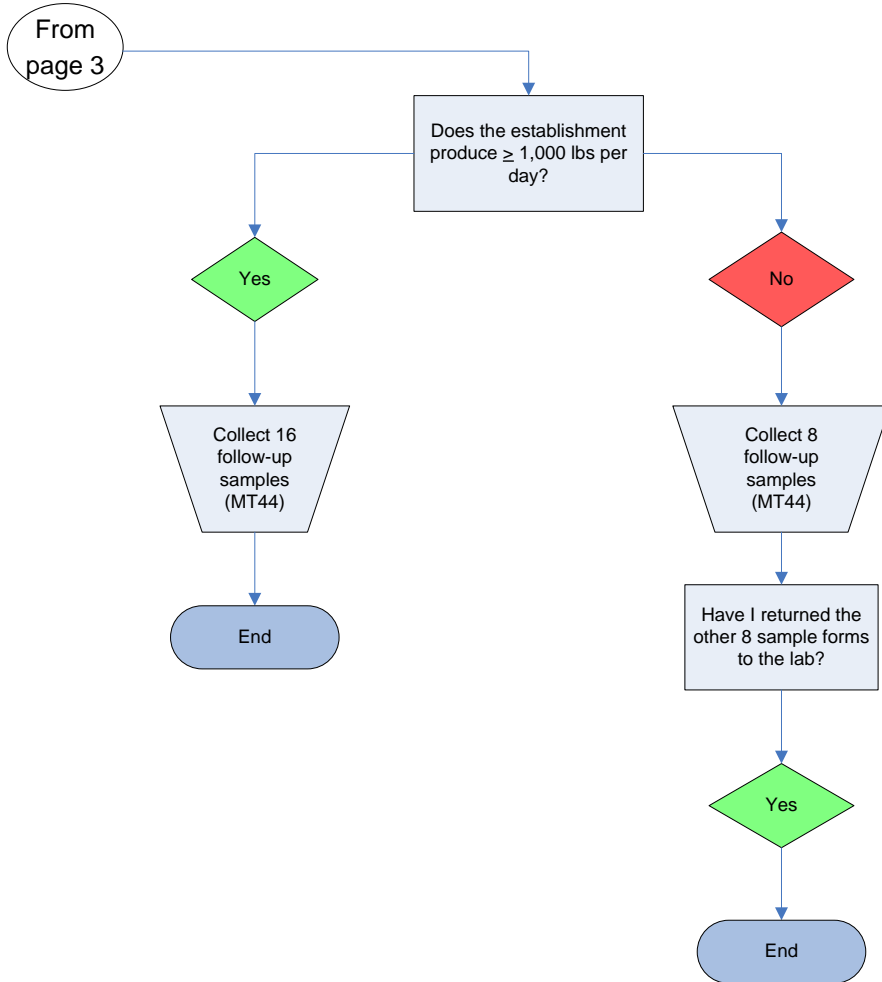 From
page 3
Does the establishment
produce ≥ 1,000 lbs per
day?
Yes
No
Collect 16
follow-up
samples
(MT44)
Collect 8
follow-up
samples
(MT44)
End
Have I returned the
other 8 sample forms
to the lab?
Yes
End